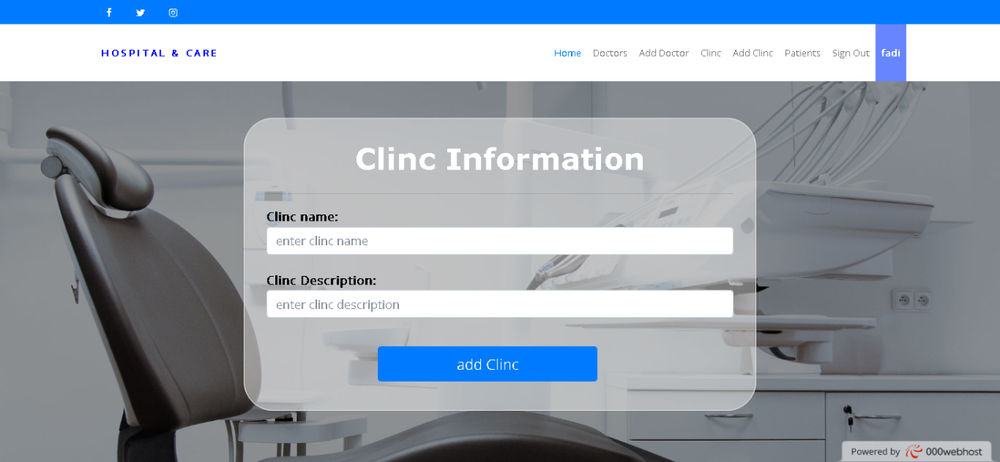 HOSPITAL & CARE
Home Doctors Add Doctor Clinc Add Clinc Patients Sign Out fadi
Clinc Information
Clinc name:
enter clinc name
Clinc Description:
enter clinc description
add Clinc
Powered by 000webhost